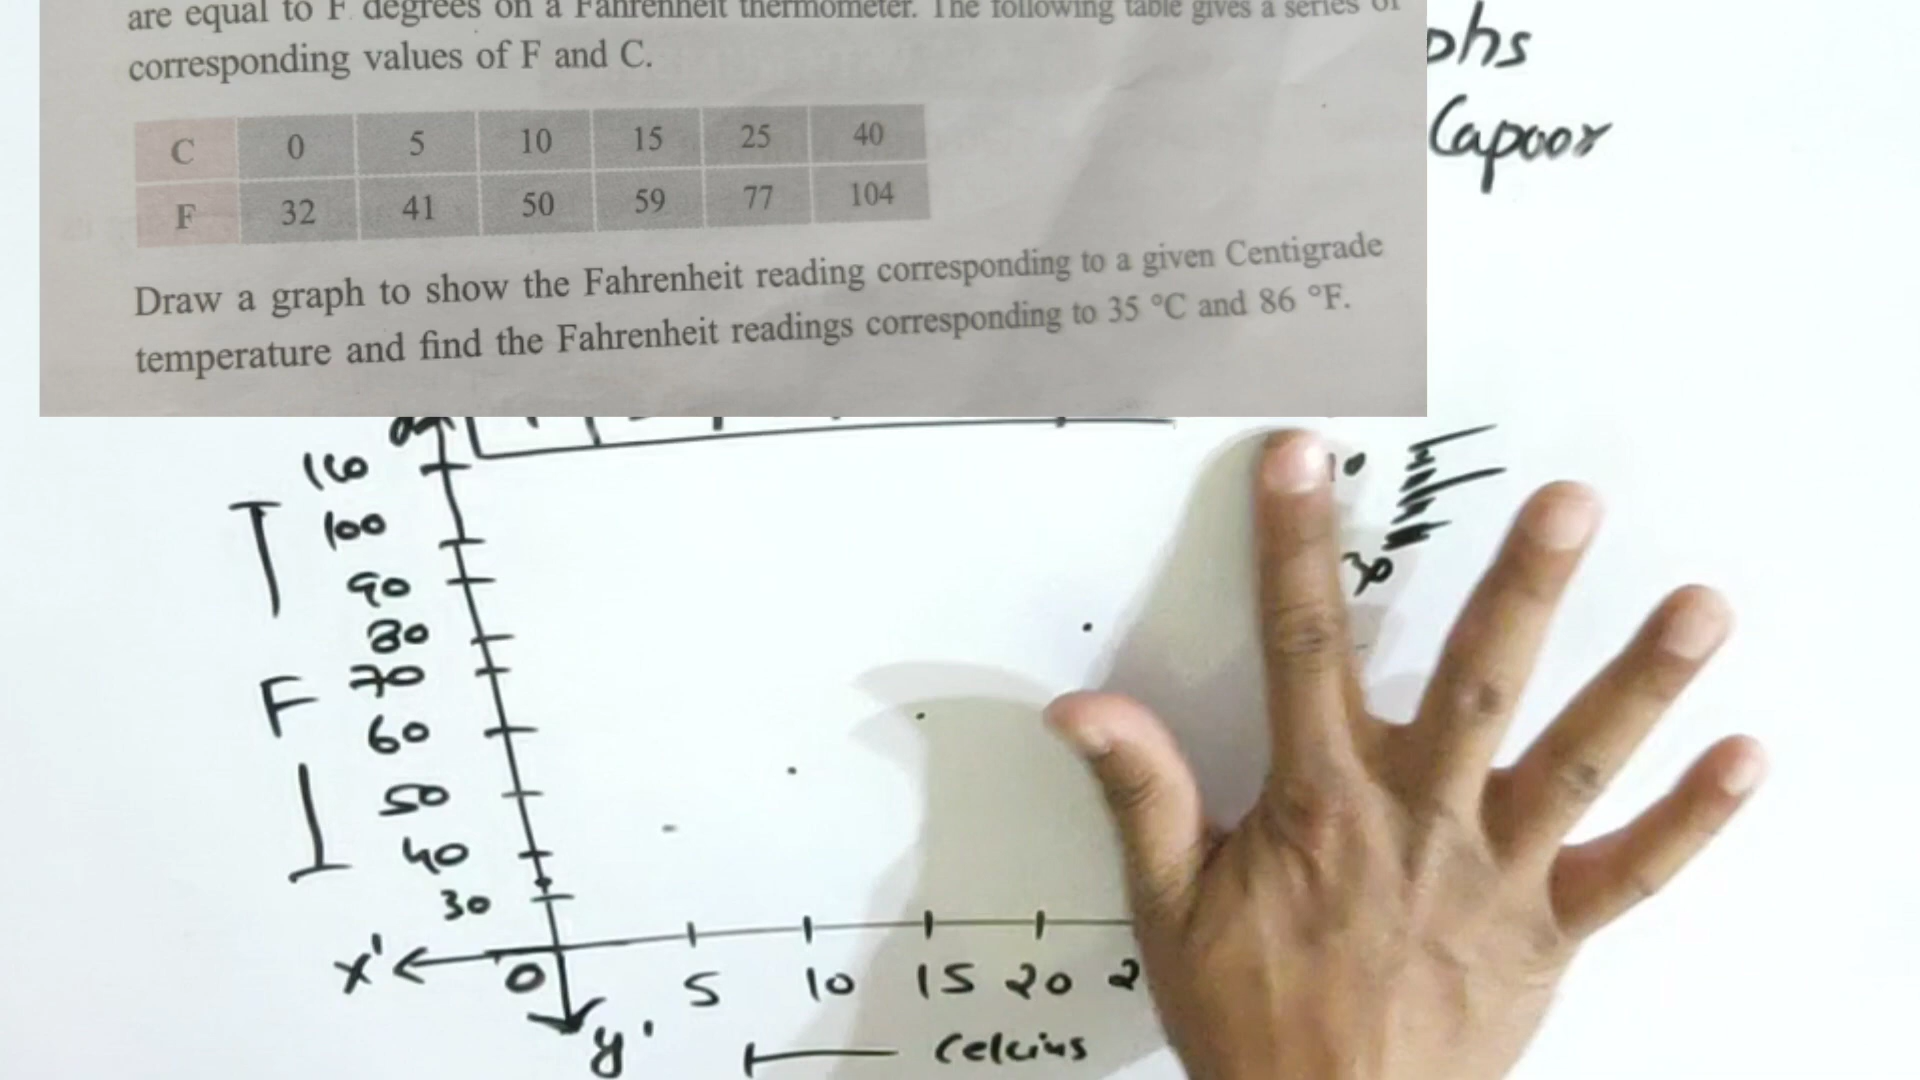 are equal to F degrees on a Fahrenheit thermometer. The following table gives a series of
corresponding values of F and C.
C 0 5 10 15 25 40
F 32 41 50 59 77 104
Draw a graph to show the Fahrenheit reading corresponding to a given Centigrade
temperature and find the Fahrenheit readings corresponding to 35 °C and 86 °F.
phs
Capoor
100
90
80
F 70
60
50
40
30
30
x' 0 5 10 15 20 2
y' Celcius